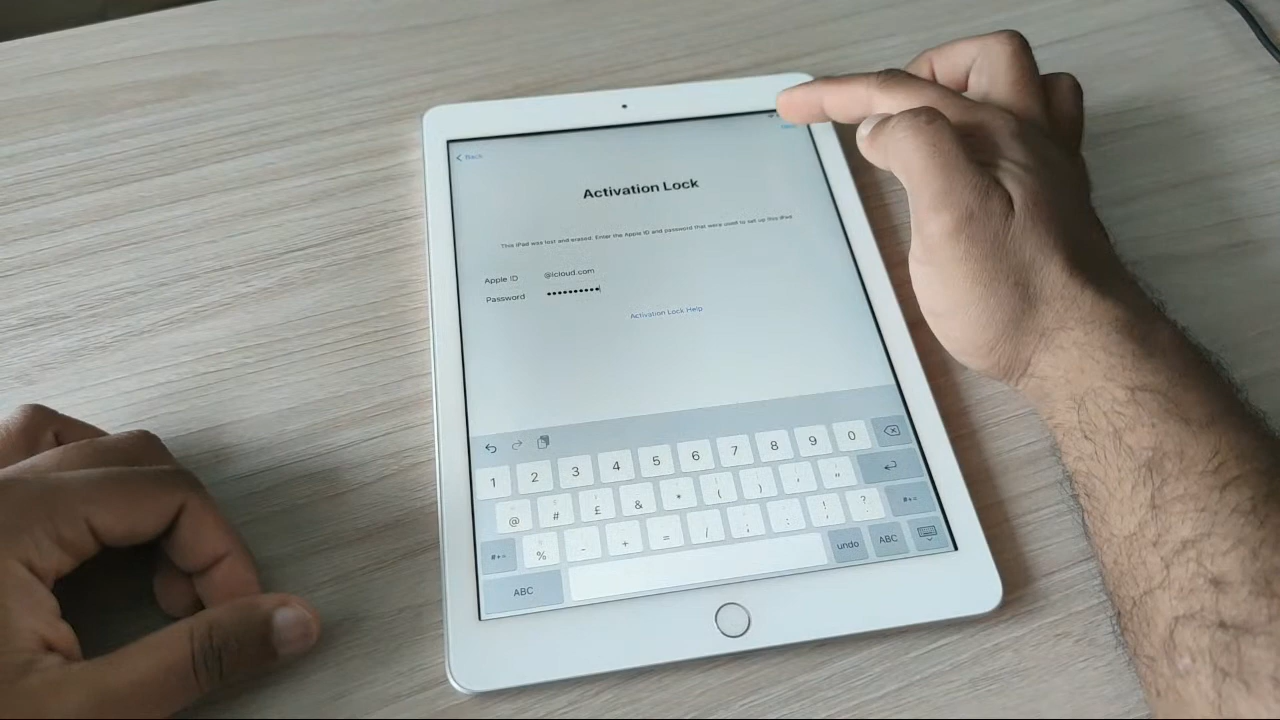 Back
Activation Lock
This iPad was lost and erased. Enter the Apple ID and password that were used to set up this iPad.
Apple ID @icloud.com
Password ••••••••••
Activation Lock Help
1 2 3 4 5 6 7 8 9 0
@ # £ & * ( ) ' "
#+= % - + = / ; : ! ? #+=
ABC undo ABC